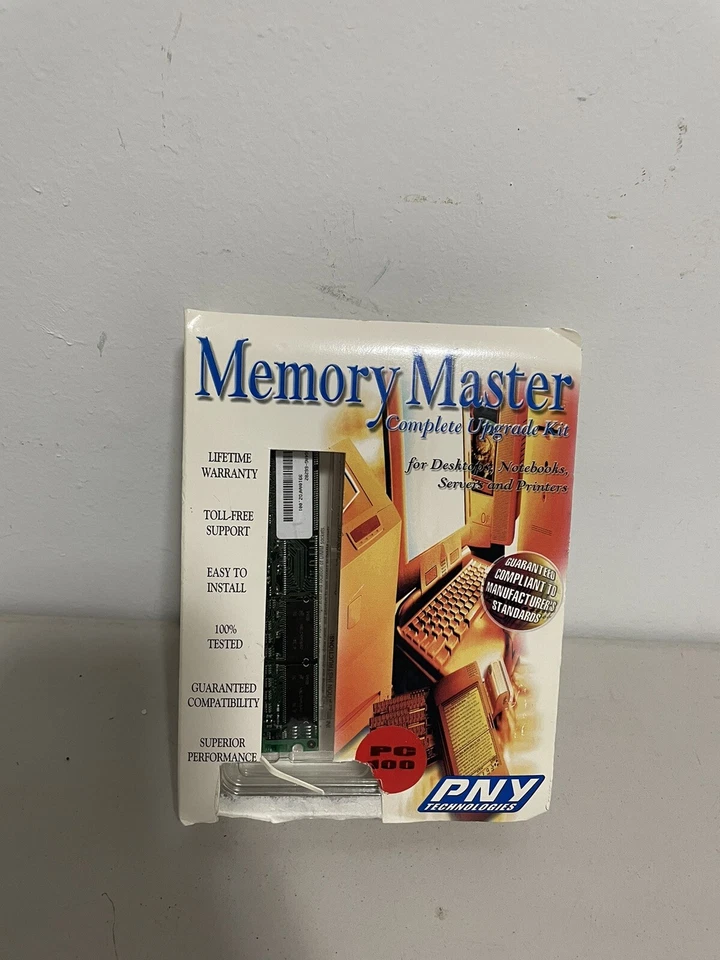 Memory Master
Complete Upgrade Kit
for Desktops, Notebooks,
Servers and Printers
LIFETIME
WARRANTY
TOLL-FREE
SUPPORT
EASY TO
INSTALL
100%
TESTED
GUARANTEED
COMPATIBILITY
SUPERIOR
PERFORMANCE
GUARANTEED
COMPLIANT TO
MANUFACTURER'S
STANDARDS
PC
100
PNY
TECHNOLOGIES